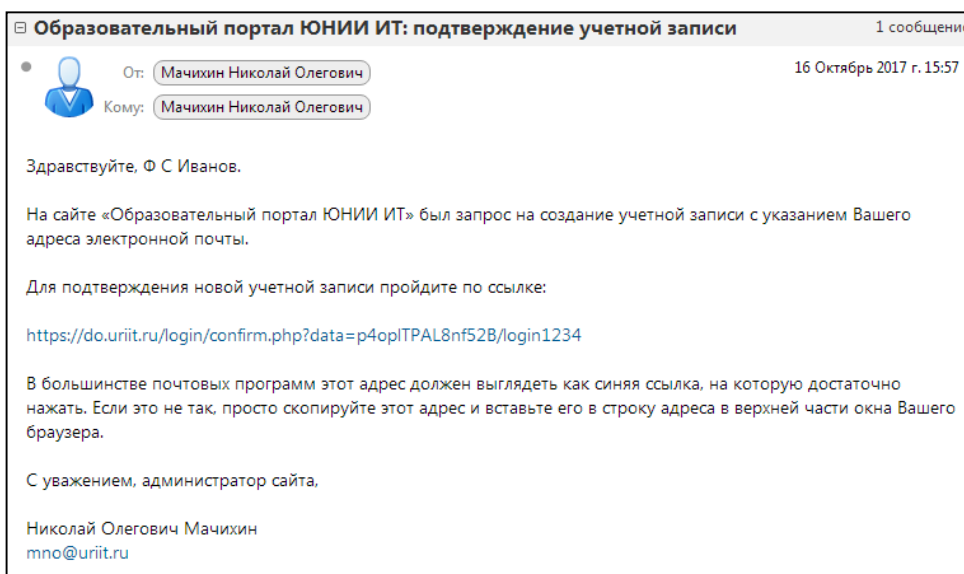 Образовательный портал ЮНИИ ИТ: подтверждение учетной записи 1 сообщение
От: Мачихин Николай Олегович 16 Октябрь 2017 г. 15:57
Кому: Мачихин Николай Олегович
Здравствуйте, Ф С Иванов.
На сайте «Образовательный портал ЮНИИ ИТ» был запрос на создание учетной записи с указанием Вашего
адреса электронной почты.
Для подтверждения новой учетной записи пройдите по ссылке:
https://do.uriit.ru/login/confirm.php?data=p4oplTPAL8nf52B/login1234
В большинстве почтовых программ этот адрес должен выглядеть как синяя ссылка, на которую достаточно
нажать. Если это не так, просто скопируйте этот адрес и вставьте его в строку адреса в верхней части окна Вашего
браузера.
С уважением, администратор сайта,
Николай Олегович Мачихин
mno@uriit.ru